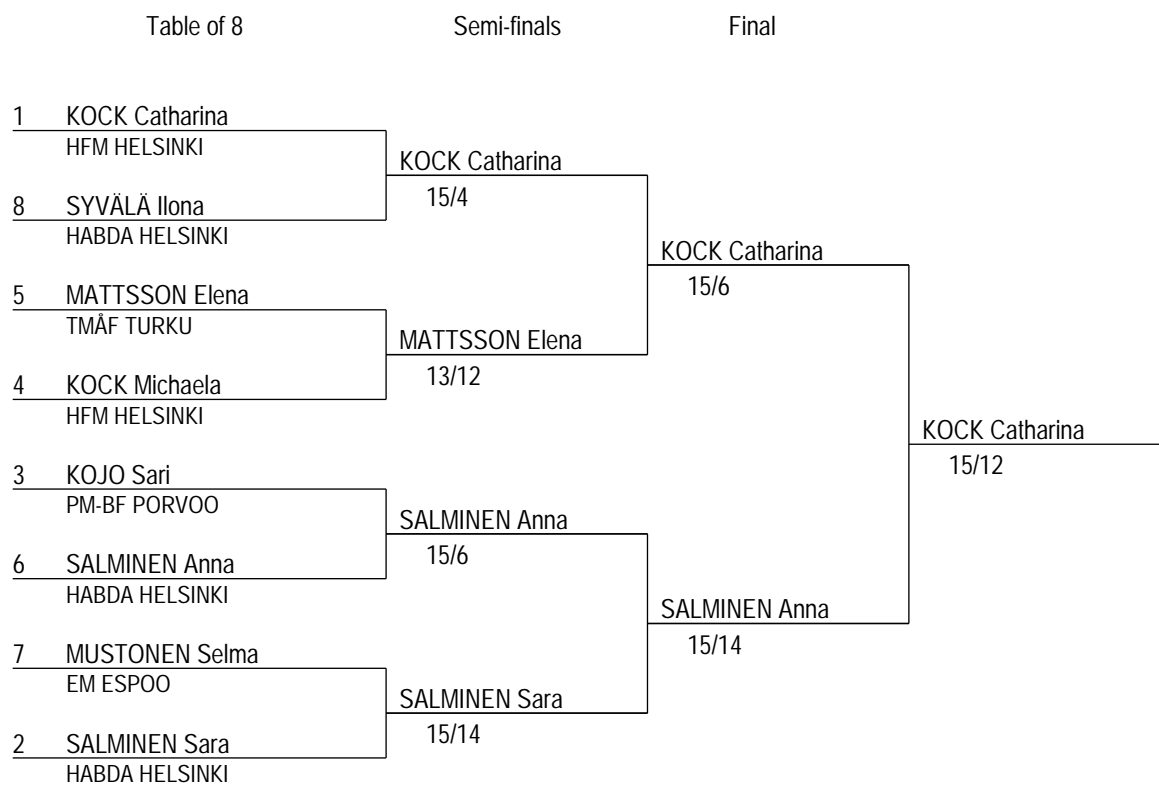 Table of 8 Semi-finals Final
1 KOCK Catharina
HFM HELSINKI
KOCK Catharina
15/4
8 SYVÄLÄ Ilona
HABDA HELSINKI
KOCK Catharina
15/6
5 MATTSSON Elena
TMÅF TURKU
MATTSSON Elena
13/12
4 KOCK Michaela
HFM HELSINKI
KOCK Catharina
15/12
3 KOJO Sari
PM-BF PORVOO
SALMINEN Anna
15/6
6 SALMINEN Anna
HABDA HELSINKI
SALMINEN Anna
15/14
7 MUSTONEN Selma
EM ESPOO
SALMINEN Sara
15/14
2 SALMINEN Sara
HABDA HELSINKI